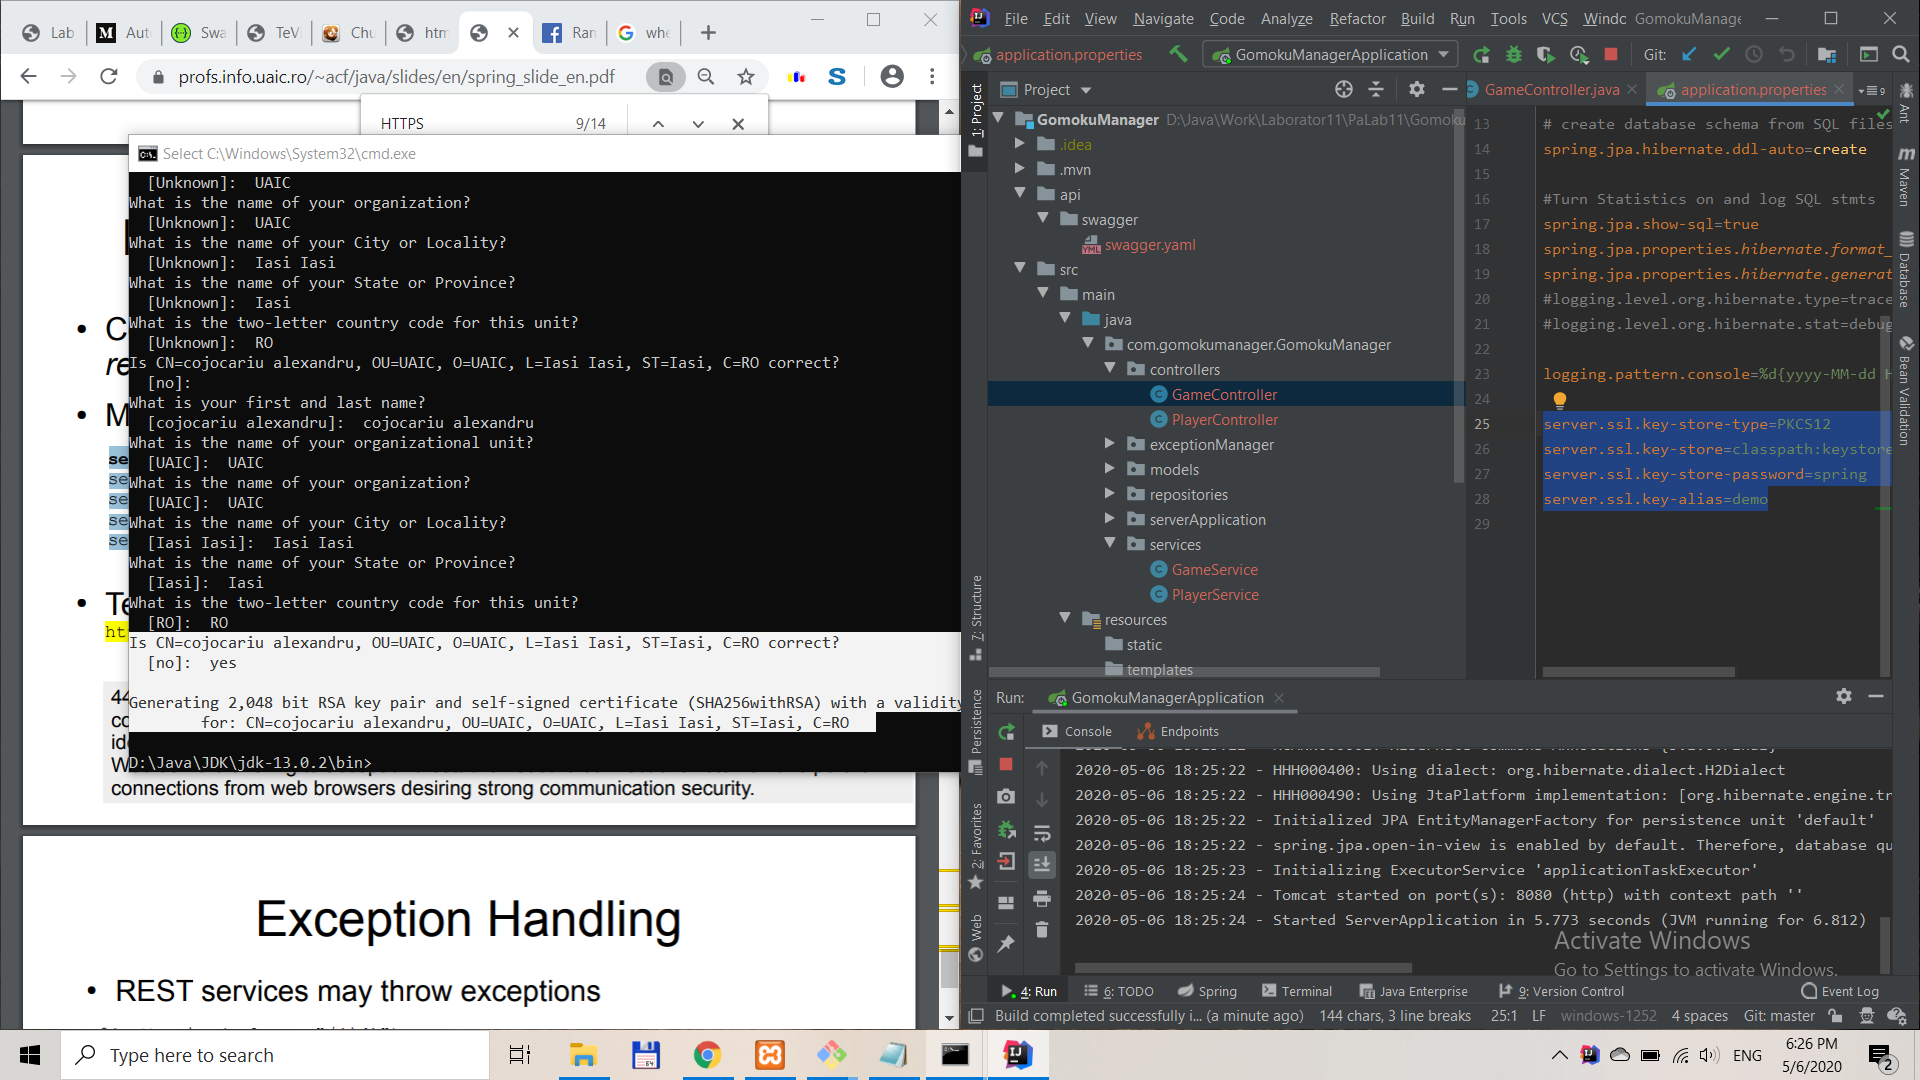 Lab
Aut
Swa
TeVi
Chu
htm
Ran
whe
profs.info.uaic.ro/~acf/java/slides/en/spring_slide_en.pdf
HTTPS 9/14
Select C:\Windows\System32\cmd.exe
[Unknown]: UAIC
What is the name of your organization?
[Unknown]: UAIC
What is the name of your City or Locality?
[Unknown]: Iasi Iasi
What is the name of your State or Province?
[Unknown]: Iasi
What is the two-letter country code for this unit?
[Unknown]: RO
Is CN=cojocariu alexandru, OU=UAIC, O=UAIC, L=Iasi Iasi, ST=Iasi, C=RO correct?
[no]:
What is your first and last name?
[cojocariu alexandru]: cojocariu alexandru
What is the name of your organizational unit?
[UAIC]: UAIC
What is the name of your organization?
[UAIC]: UAIC
What is the name of your City or Locality?
[Iasi Iasi]: Iasi Iasi
What is the name of your State or Province?
[Iasi]: Iasi
What is the two-letter country code for this unit?
[RO]: RO
Is CN=cojocariu alexandru, OU=UAIC, O=UAIC, L=Iasi Iasi, ST=Iasi, C=RO correct?
[no]: yes
Generating 2,048 bit RSA key pair and self-signed certificate (SHA256withRSA) with a validity
for: CN=cojocariu alexandru, OU=UAIC, O=UAIC, L=Iasi Iasi, ST=Iasi, C=RO
D:\Java\JDK\jdk-13.0.2\bin>
connections from web browsers desiring strong communication security.
Exception Handling
• REST services may throw exceptions
File Edit View Navigate Code Analyze Refactor Build Run Tools VCS Windo GomokuManage
application.properties GomokuManagerApplication Git:
Project GameController.java application.properties 9
1: Project
GomokuManager D:\Java\Work\Laborator11\PaLab11\Gomoku
.idea
.mvn
api
swagger
swagger.yaml
src
main
java
com.gomokumanager.GomokuManager
controllers
GameController
PlayerController
exceptionManager
models
repositories
serverApplication
services
GameService
PlayerService
resources
static
templates
13 # create database schema from SQL files
14 spring.jpa.hibernate.ddl-auto=create
15
16 #Turn Statistics on and log SQL stmts
17 spring.jpa.show-sql=true
18 spring.jpa.properties.hibernate.format_
19 spring.jpa.properties.hibernate.generat
20 #logging.level.org.hibernate.type=trace
21 #logging.level.org.hibernate.stat=debug
22
23 logging.pattern.console=%d{yyyy-MM-dd H
24
25 server.ssl.key-store-type=PKCS12
26 server.ssl.key-store=classpath:keystore
27 server.ssl.key-store-password=spring
28 server.ssl.key-alias=demo
29
Ant
Maven
Database
Bean Validation
7: Structure
Persistence
2: Favorites
Web
Run: GomokuManagerApplication
Console Endpoints
2020-05-06 18:25:22 - HHH000400: Using dialect: org.hibernate.dialect.H2Dialect
2020-05-06 18:25:22 - HHH000490: Using JtaPlatform implementation: [org.hibernate.engine.tr
2020-05-06 18:25:22 - Initialized JPA EntityManagerFactory for persistence unit 'default'
2020-05-06 18:25:22 - spring.jpa.open-in-view is enabled by default. Therefore, database qu
2020-05-06 18:25:23 - Initializing ExecutorService 'applicationTaskExecutor'
2020-05-06 18:25:24 - Tomcat started on port(s): 8080 (http) with context path ''
2020-05-06 18:25:24 - Started ServerApplication in 5.773 seconds (JVM running for 6.812)
Activate Windows
Go to Settings to activate Windows.
4: Run 6: TODO Spring Terminal Java Enterprise 9: Version Control Event Log
Build completed successfully i... (a minute ago) 144 chars, 3 line breaks 25:1 LF windows-1252 4 spaces Git: master
Type here to search
ENG
6:26 PM
5/6/2020
2